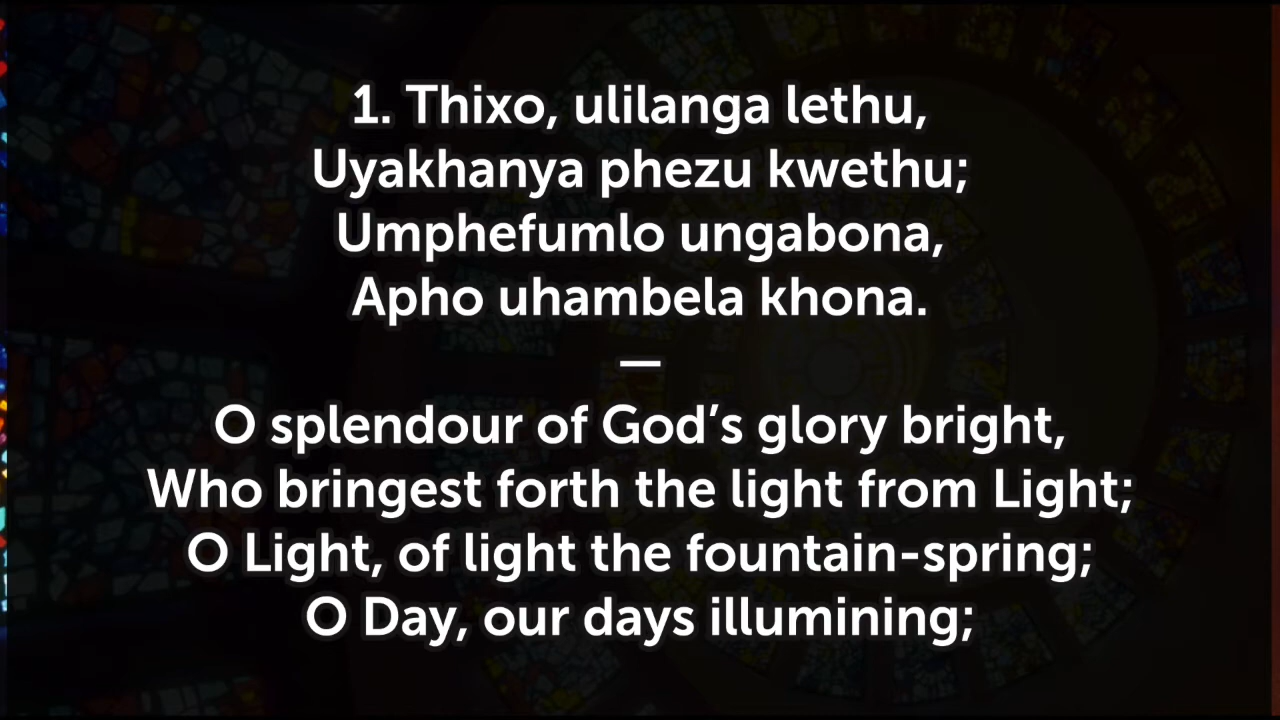 1. Thixo, ulilanga lethu,
Uyakhanya phezu kwethu;
Umphefumlo ungabona,
Apho uhambela khona.
—
O splendour of God’s glory bright,
Who bringest forth the light from Light;
O Light, of light the fountain-spring;
O Day, our days illumining;